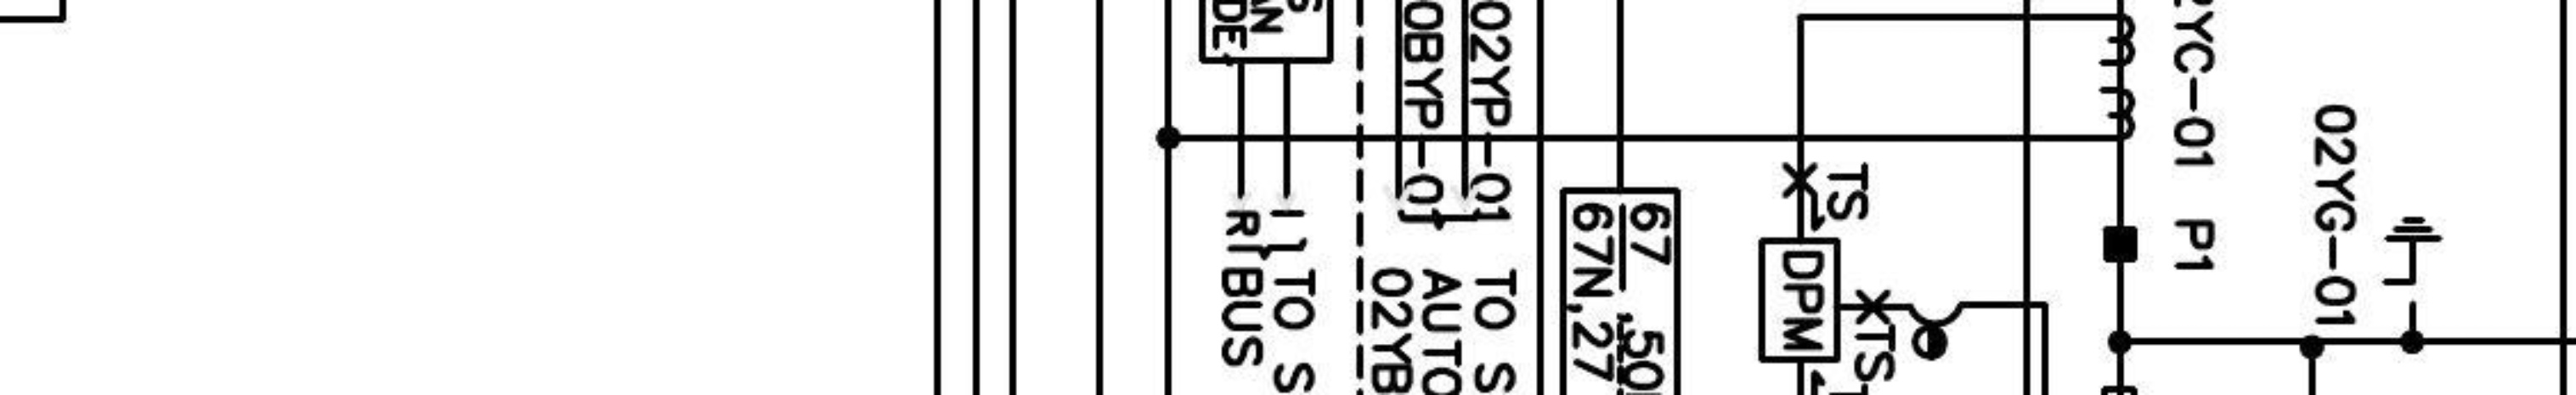 02YG-01
2YC-01 P1
TS
DPM
TS
67 50
67N,27
02YP-01 TO S
0BYP-01 AUTO
02YB
I TO S
R BUS
AN
DE